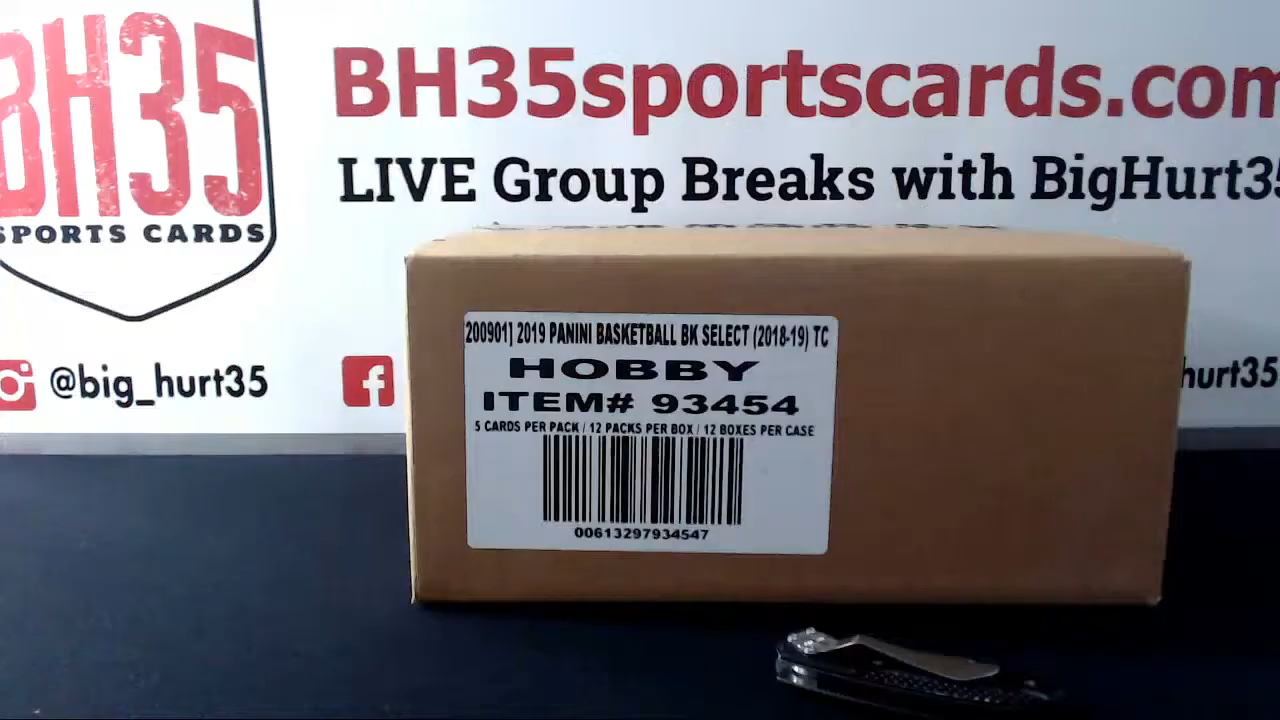 BH35
SPORTS CARDS
BH35sportscards.com
LIVE Group Breaks with BigHurt35
@big_hurt35
hurt35
200901] 2019 PANINI BASKETBALL BK SELECT (2018-19) TC
HOBBY
ITEM# 93454
5 CARDS PER PACK / 12 PACKS PER BOX / 12 BOXES PER CASE
00613297934547